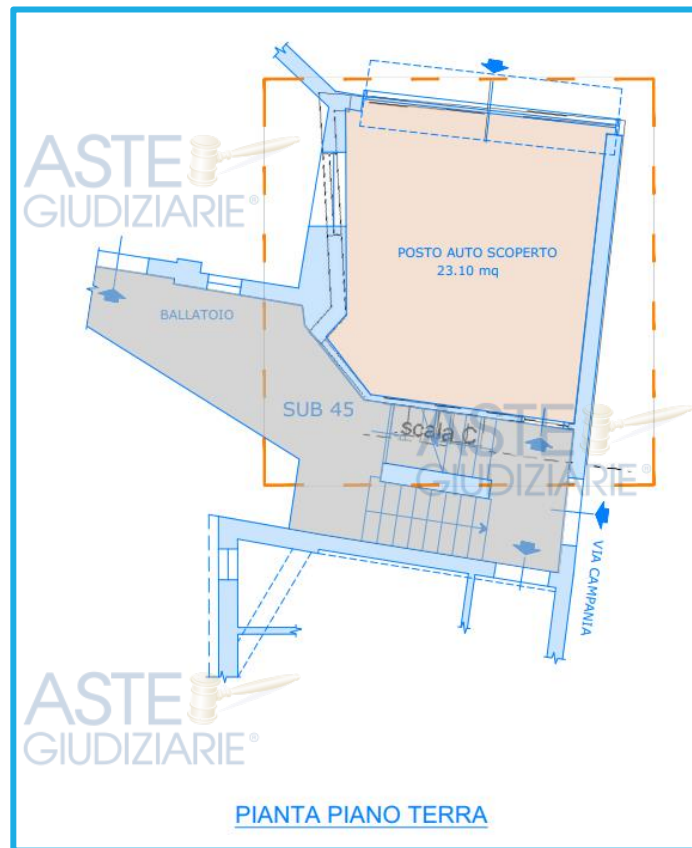 ASTE
GIUDIZIARIE®
POSTO AUTO SCOPERTO
23.10 mq
BALLATOIO
SUB 45
scala C
ASTE
GIUDIZIARIE®
VIA CAMPANIA
ASTE
GIUDIZIARIE®
PIANTA PIANO TERRA